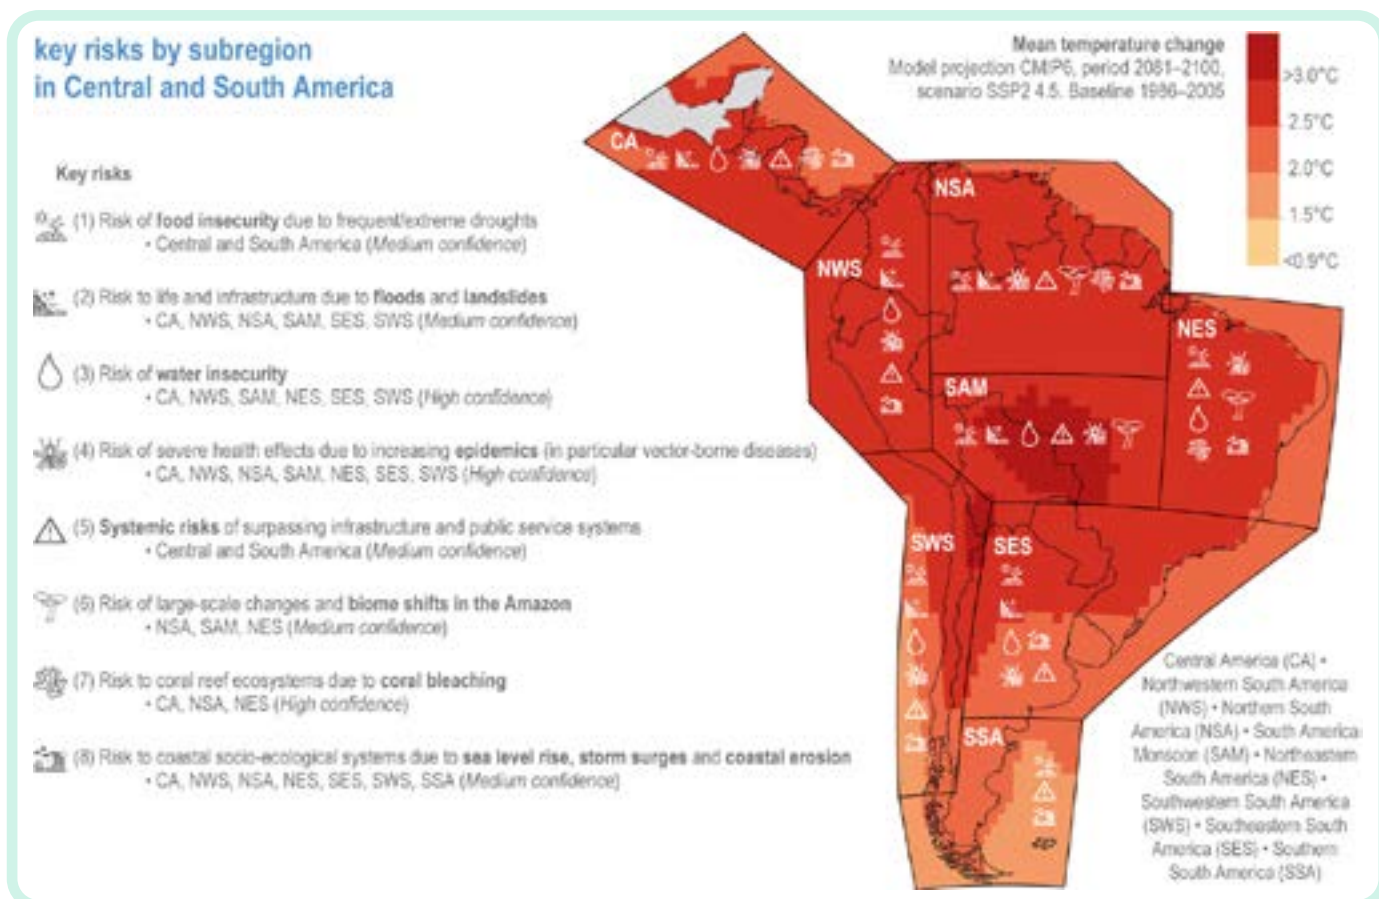 key risks by subregion
in Central and South America
Key risks
(1) Risk of food insecurity due to frequent/extreme droughts
• Central and South America (Medium confidence)
(2) Risk to life and infrastructure due to floods and landslides
• CA, NWS, NSA, SAM, SES, SWS (Medium confidence)
(3) Risk of water insecurity
• CA, NWS, SAM, NES, SES, SWS (High confidence)
(4) Risk of severe health effects due to increasing epidemics (in particular vector-borne diseases)
• CA, NWS, NSA, SAM, NES, SES, SWS (High confidence)
(5) Systemic risks of surpassing infrastructure and public service systems
• Central and South America (Medium confidence)
(6) Risk of large-scale changes and biome shifts in the Amazon
• NSA, SAM, NES (Medium confidence)
(7) Risk to coral reef ecosystems due to coral bleaching
• CA, NSA, NES (High confidence)
(8) Risk to coastal socio-ecological systems due to sea level rise, storm surges and coastal erosion
• CA, NWS, NSA, NES, SES, SWS, SSA (Medium confidence)
Mean temperature change
Model projection CMIP6, period 2081–2100,
scenario SSP2 4.5. Baseline 1986–2005
>3.0°C
2.5°C
2.0°C
1.5°C
<0.9°C
CA
NSA
NWS
NES
SAM
SWS
SES
SSA
Central America (CA) •
Northwestern South America
(NWS) • Northern South
America (NSA) • South America
Monsoon (SAM) • Northeastern
South America (NES) •
Southwestern South America
(SWS) • Southeastern South
America (SES) • Southern
South America (SSA)